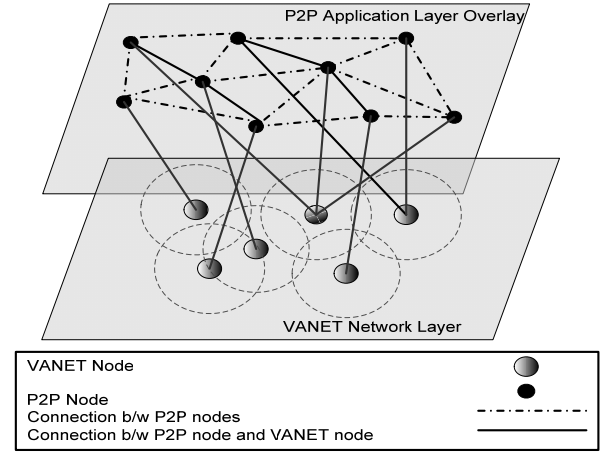 P2P Application Layer Overlay
VANET Network Layer
VANET Node
P2P Node
Connection b/w P2P nodes
Connection b/w P2P node and VANET node